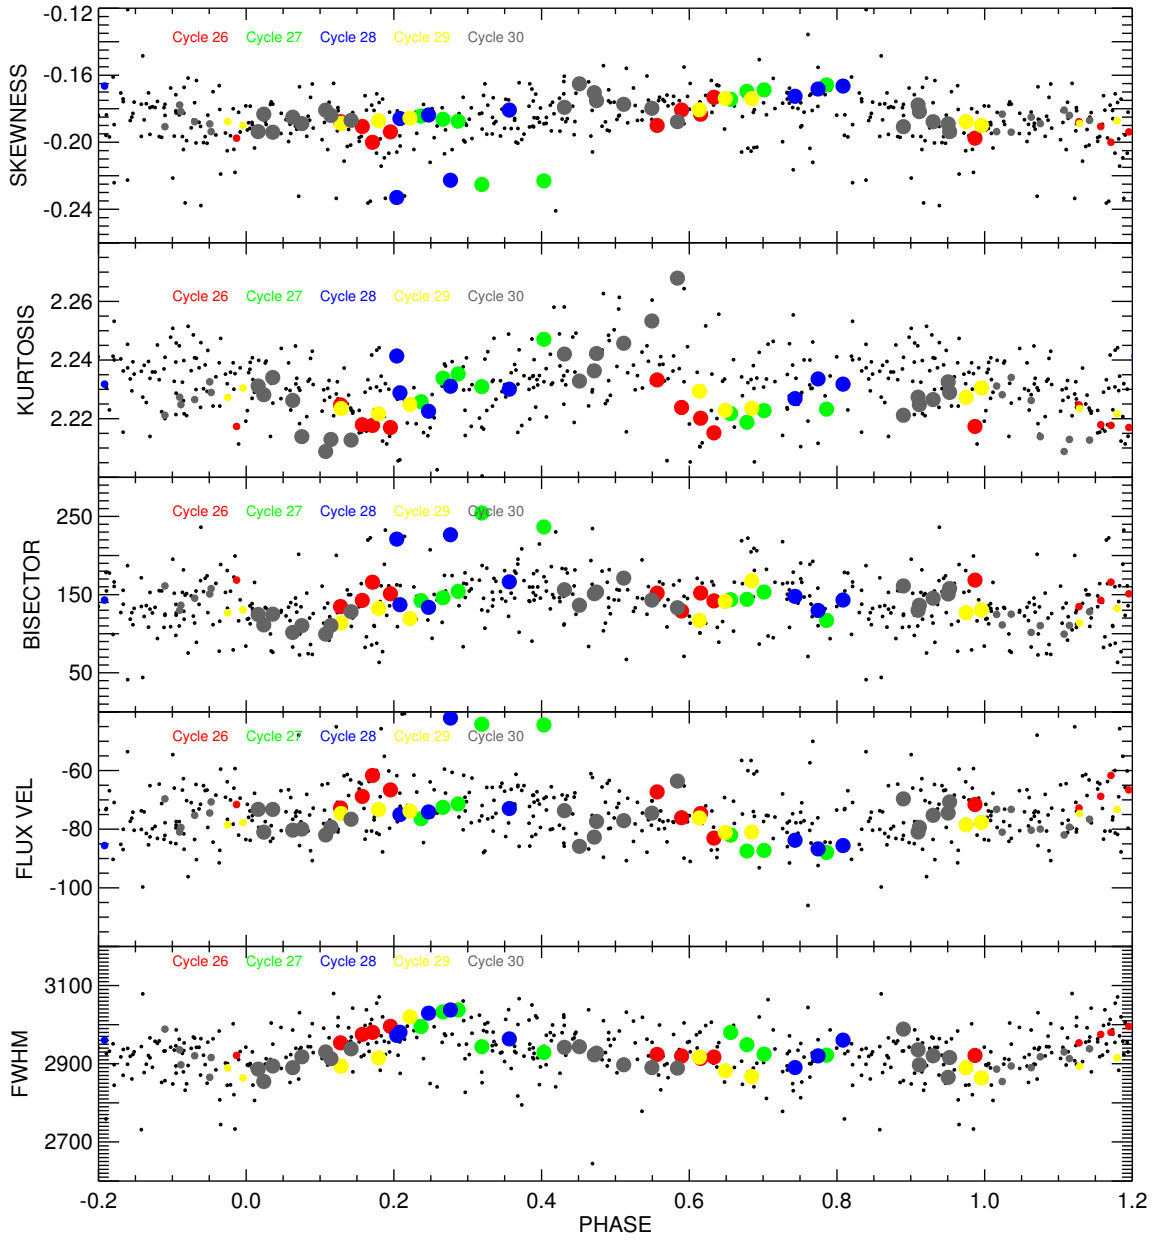 -0.12
-0.16
-0.20
-0.24
SKEWNESS
Cycle 26 Cycle 27 Cycle 28 Cycle 29 Cycle 30
2.26
2.24
2.22
KURTOSIS
Cycle 26 Cycle 27 Cycle 28 Cycle 29 Cycle 30
250
150
50
BISECTOR
Cycle 26 Cycle 27 Cycle 28 Cycle 29 Cycle 30
-60
-80
-100
FLUX VEL
Cycle 26 Cycle 27 Cycle 28 Cycle 29 Cycle 30
3100
2900
2700
FWHM
Cycle 26 Cycle 27 Cycle 28 Cycle 29 Cycle 30
-0.2 0.0 0.2 0.4 0.6 0.8 1.0 1.2
PHASE